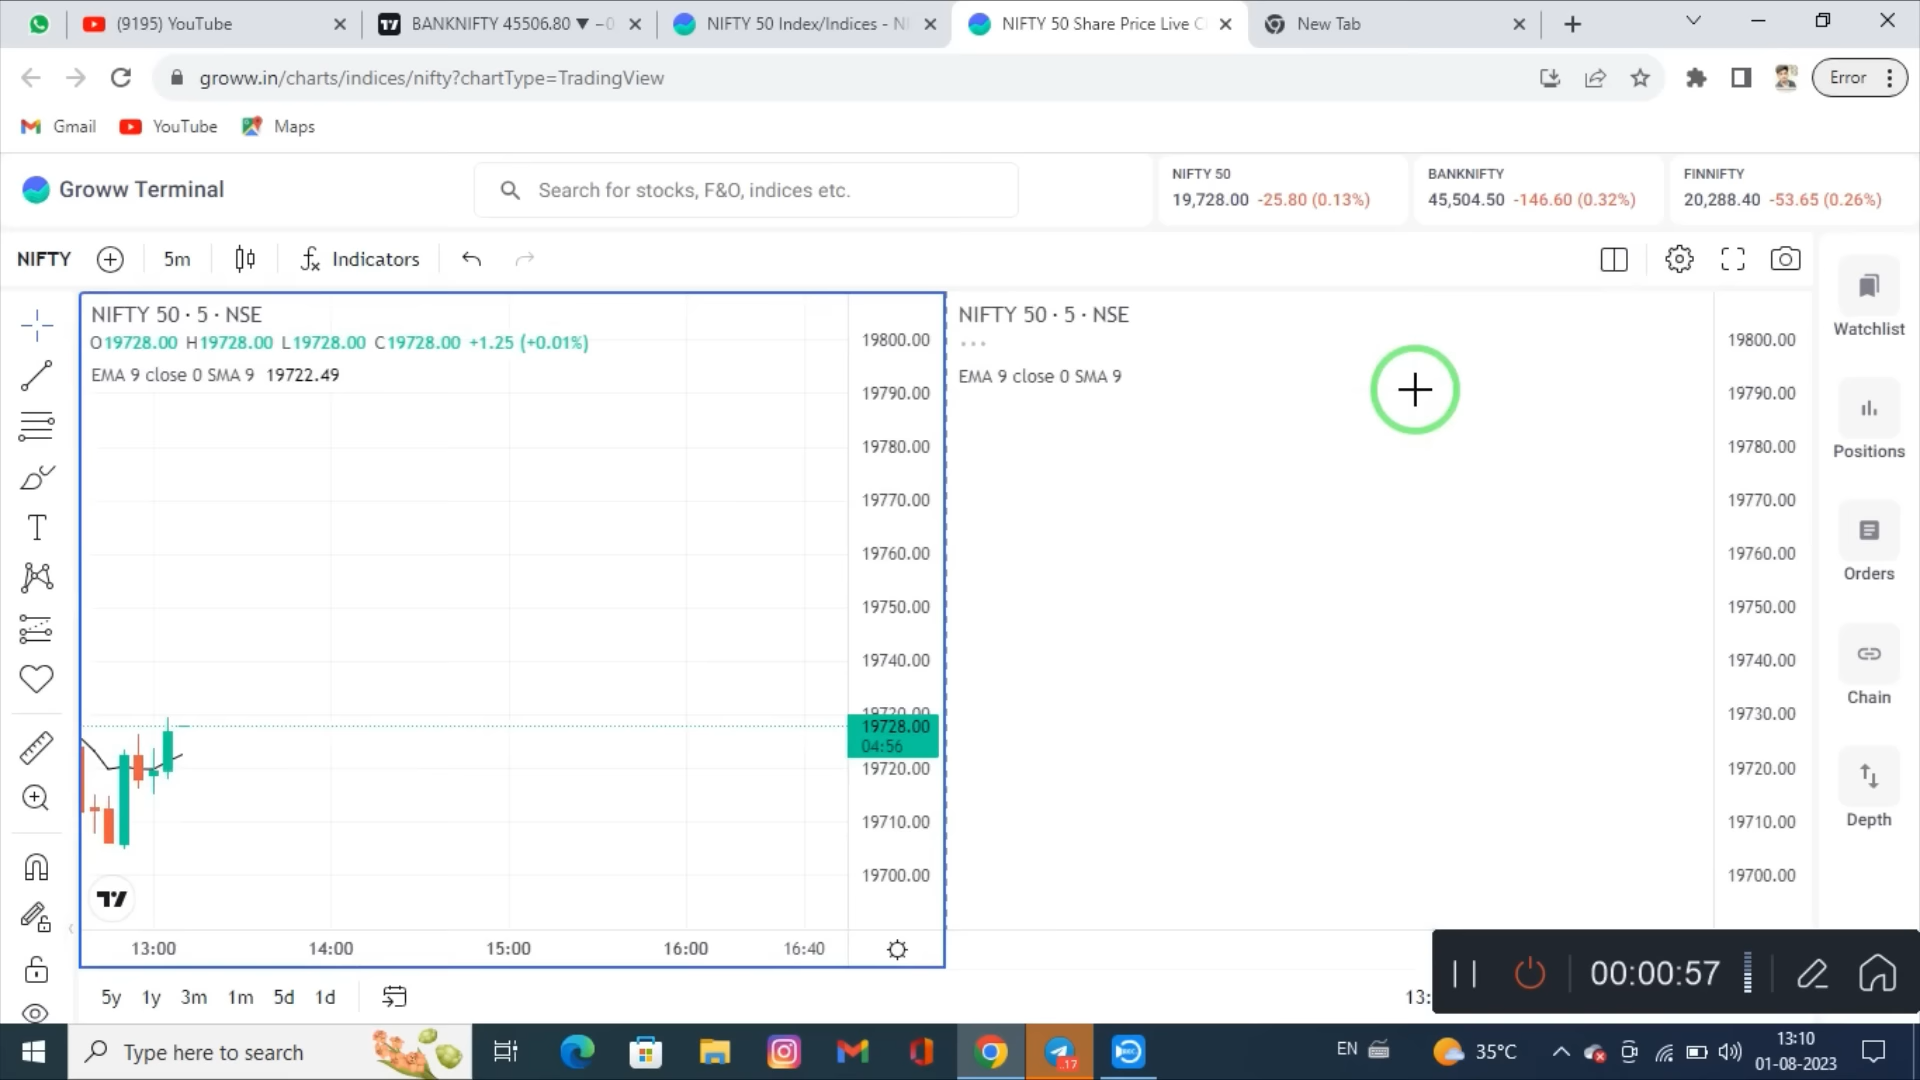 (9195) YouTube
BANKNIFTY 45506.80 ▼ −0
NIFTY 50 Index/Indices - NI
NIFTY 50 Share Price Live C
New Tab
groww.in/charts/indices/nifty?chartType=TradingView
Error
Gmail
YouTube
Maps
Groww Terminal
Search for stocks, F&O, indices etc.
NIFTY 50
19,728.00 -25.80 (0.13%)
BANKNIFTY
45,504.50 -146.60 (0.32%)
FINNIFTY
20,288.40 -53.65 (0.26%)
NIFTY
5m
Indicators
NIFTY 50 · 5 · NSE
O19728.00 H19728.00 L19728.00 C19728.00 +1.25 (+0.01%)
EMA 9 close 0 SMA 9 19722.49
19800.00
19790.00
19780.00
19770.00
19760.00
19750.00
19740.00
19730.00
19728.00
04:56
19720.00
19710.00
19700.00
13:00
14:00
15:00
16:00
16:40
NIFTY 50 · 5 · NSE
EMA 9 close 0 SMA 9
19800.00
19790.00
19780.00
19770.00
19760.00
19750.00
19740.00
19730.00
19720.00
19710.00
19700.00
13:
Watchlist
Positions
Orders
Chain
Depth
5y 1y 3m 1m 5d 1d
00:00:57
Type here to search
17
EN
35°C
13:10
01-08-2023